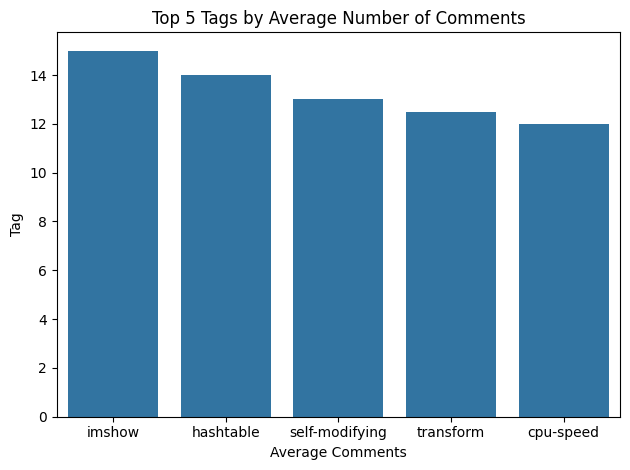 Top 5 Tags by Average Number of Comments
Tag
14
12
10
8
6
4
2
0
imshow hashtable self-modifying transform cpu-speed
Average Comments